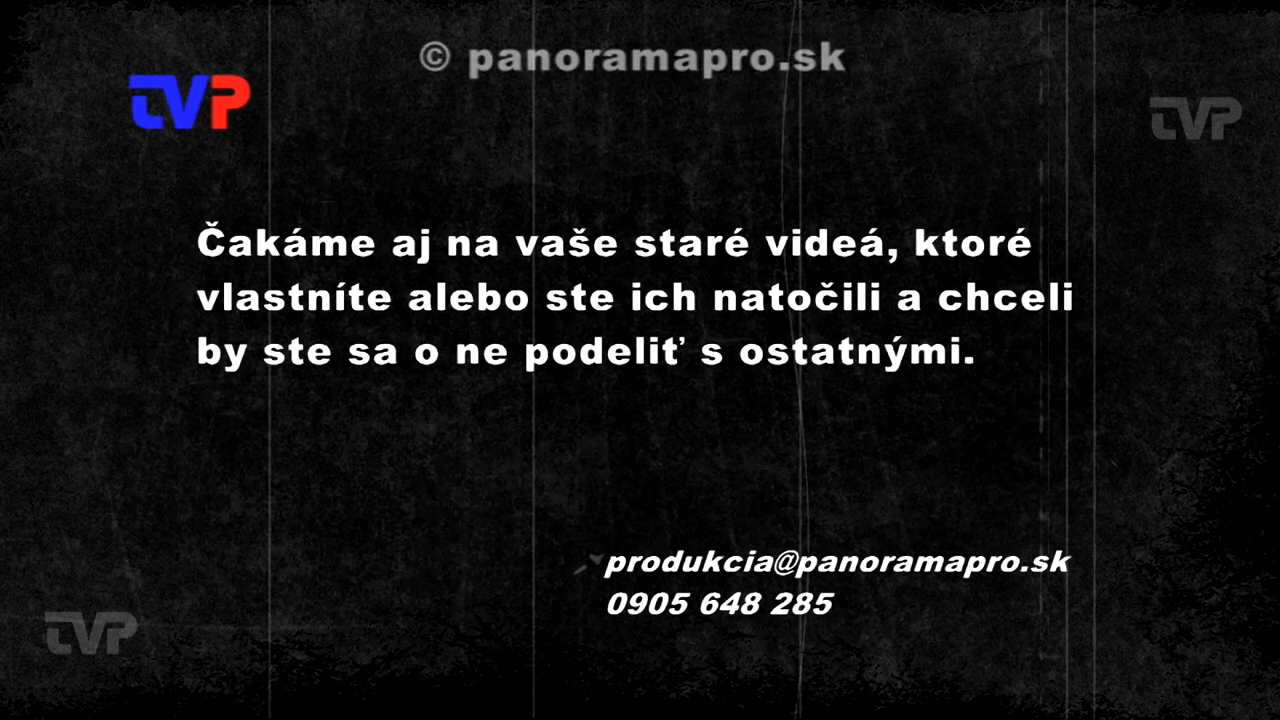 © panoramapro.sk
TVP
TVP
Čakáme aj na vaše staré videá, ktoré
vlastníte alebo ste ich natočili a chceli
by ste sa o ne podeliť s ostatnými.
produkcia@panoramapro.sk
0905 648 285
TVP